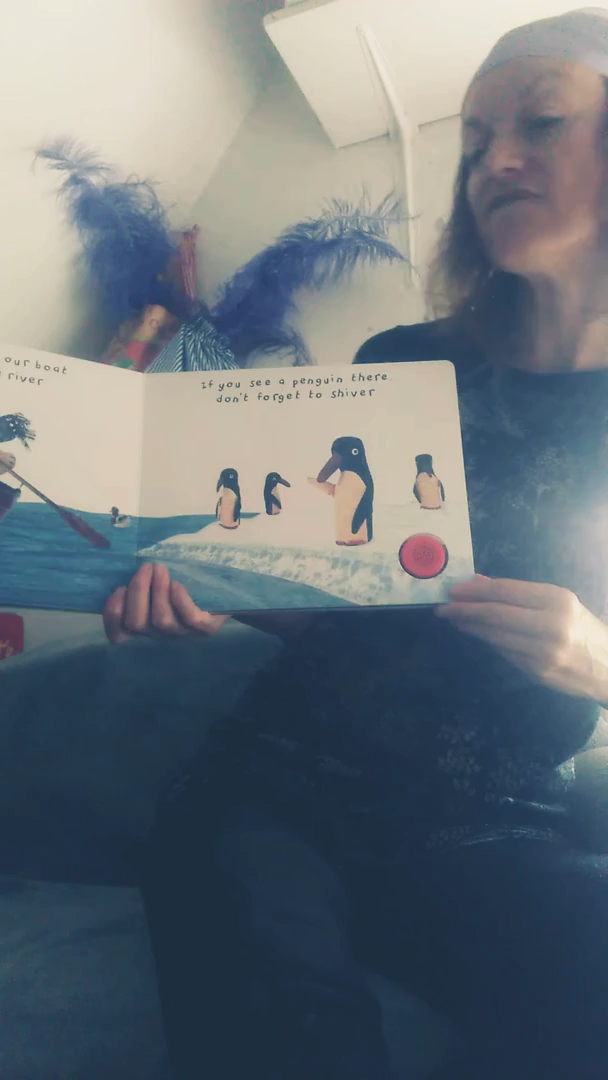 our boat
river
If you see a penguin there,
don't forget to shiver